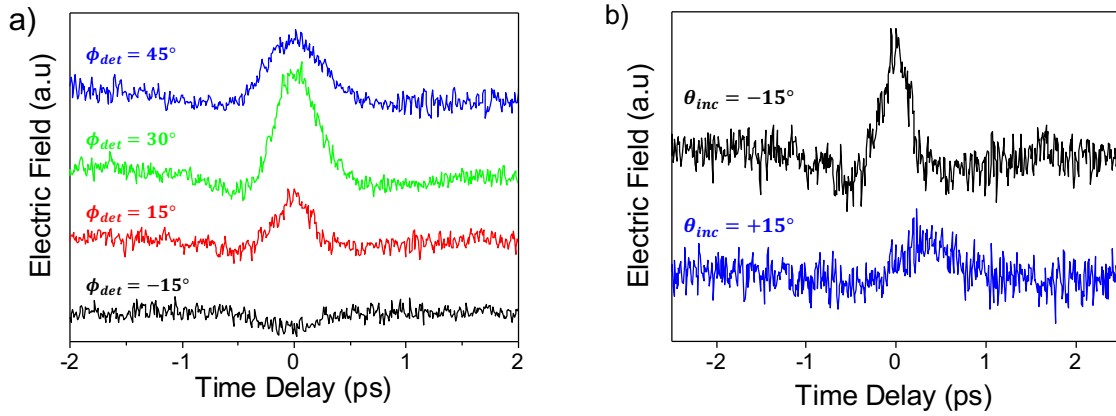 a)
Electric Field (a.u)
ϕdet = 45°
ϕdet = 30°
ϕdet = 15°
ϕdet = −15°
-2 -1 0 1 2
Time Delay (ps)
b)
Electric Field (a.u)
θinc = −15°
θinc = +15°
-2 -1 0 1 2
Time Delay (ps)